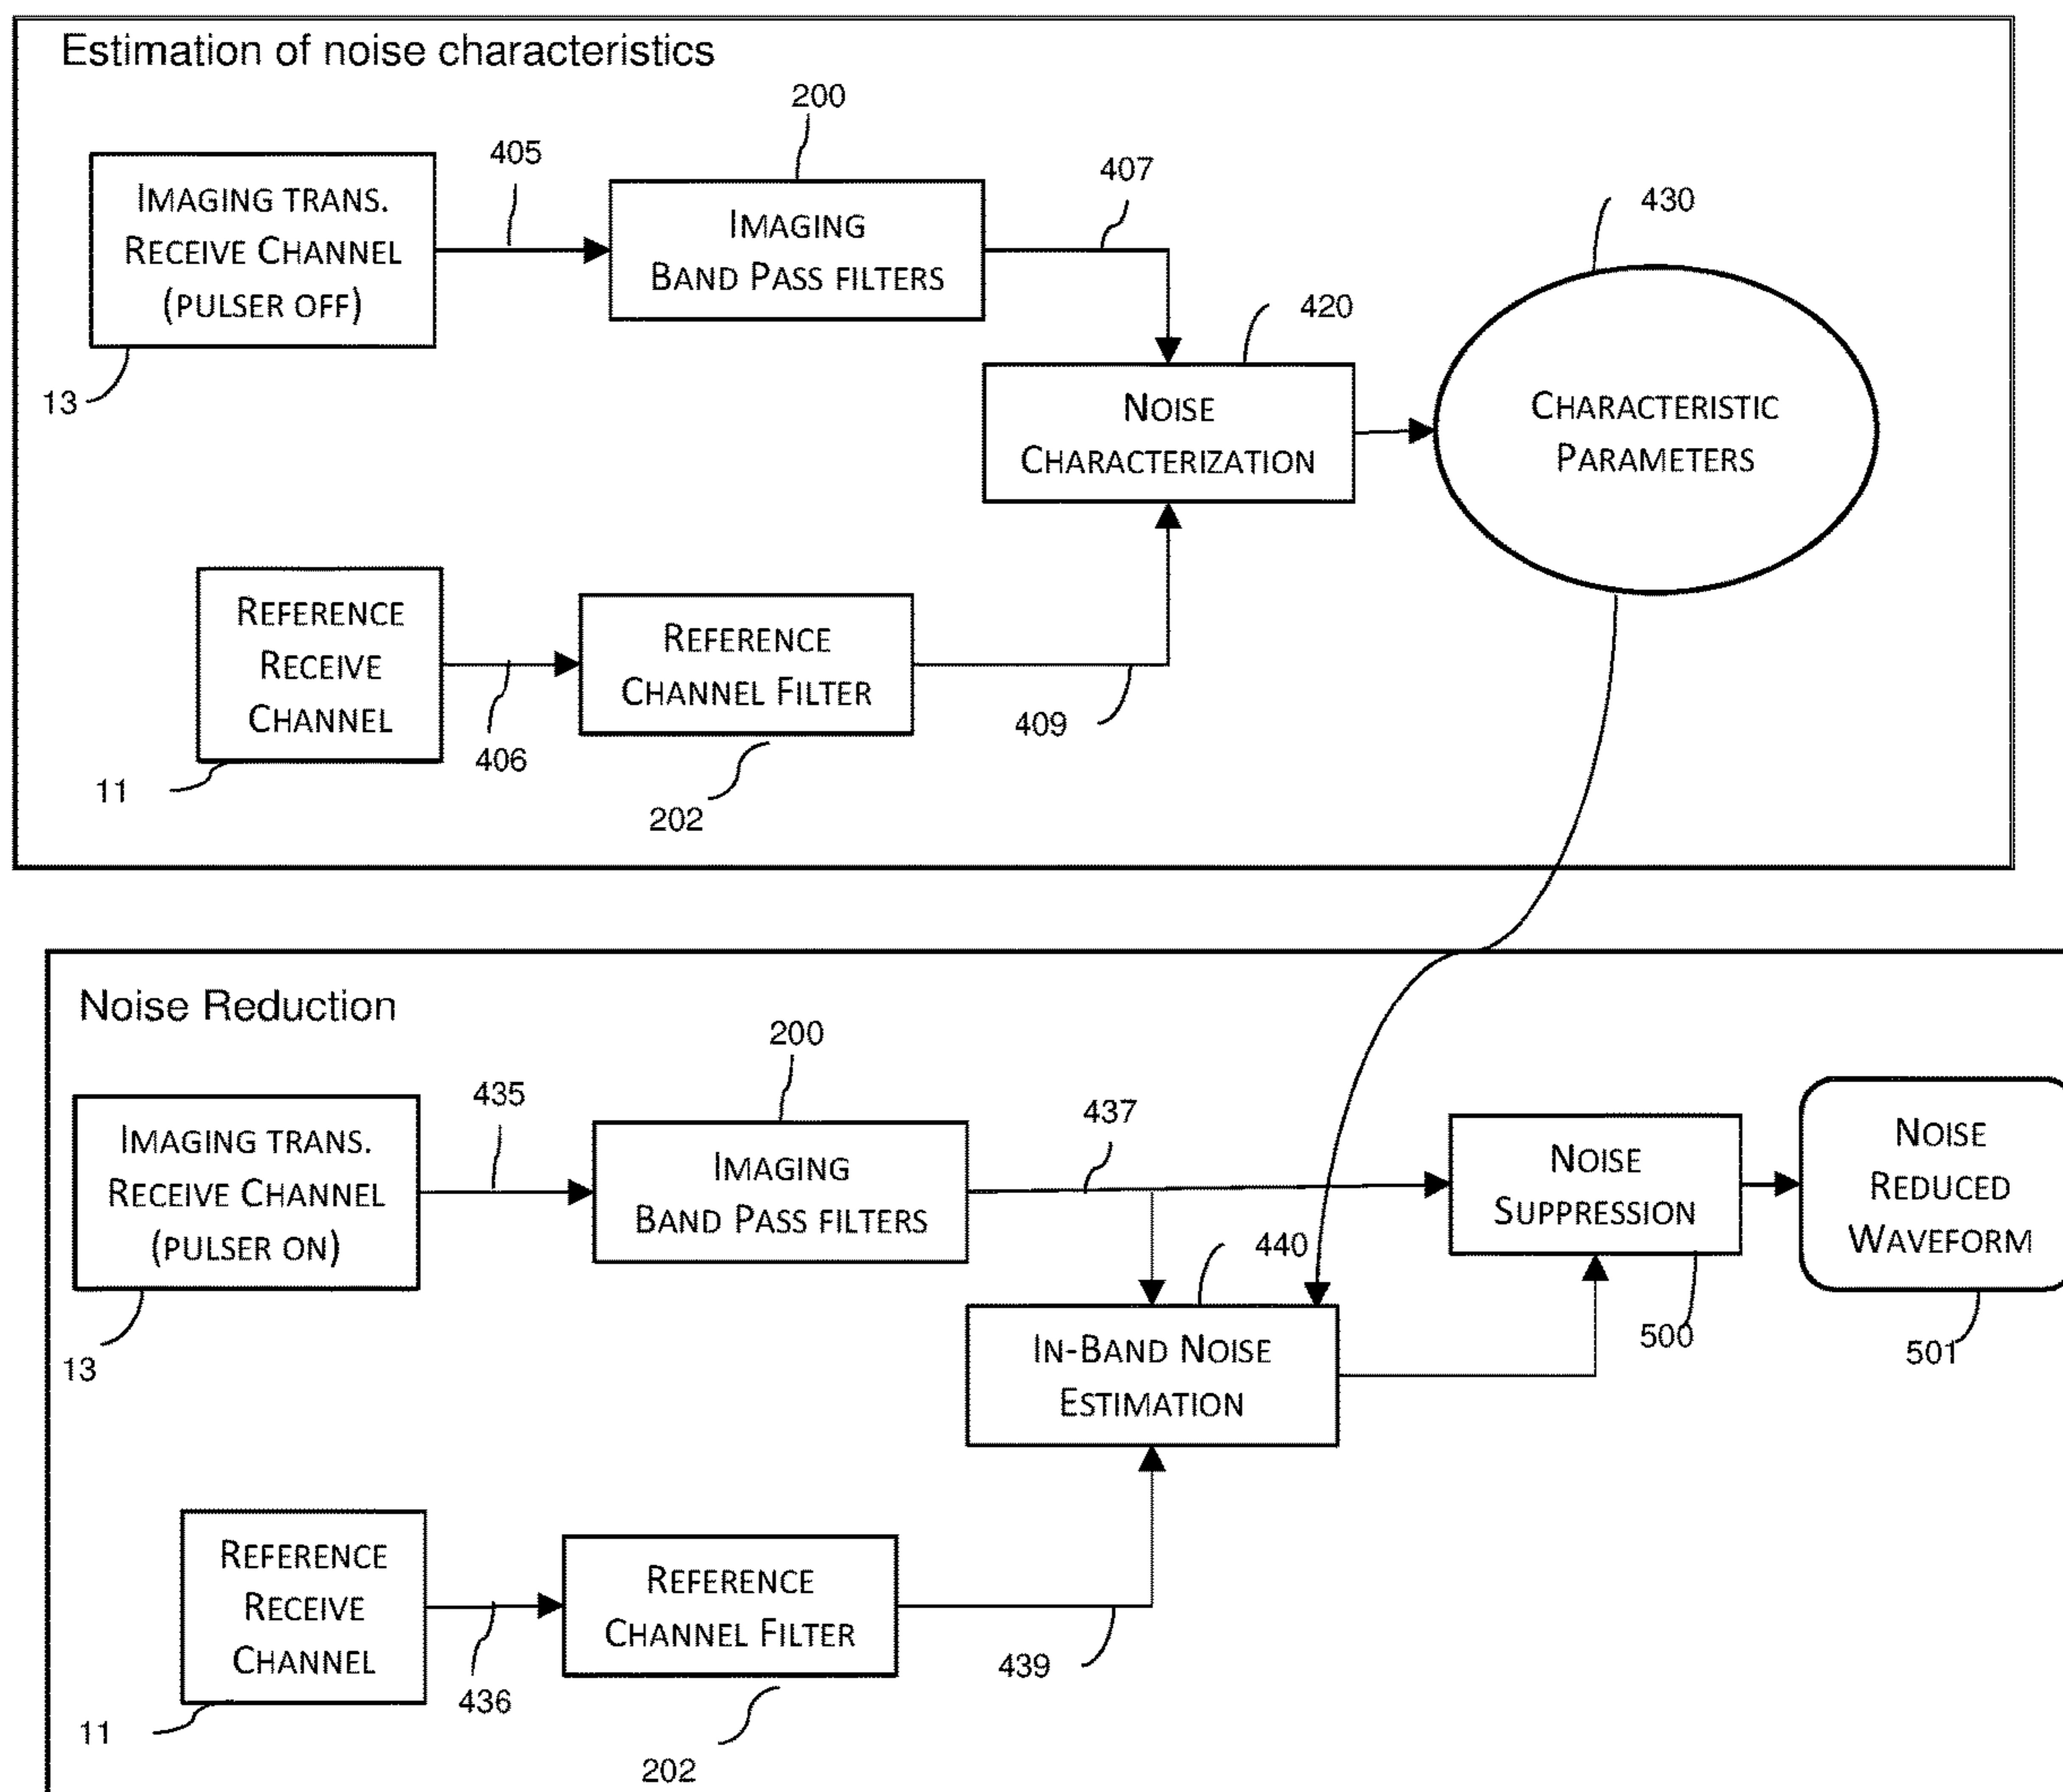 Estimation of noise characteristics
200
405
407
430
IMAGING TRANS.
RECEIVE CHANNEL
(PULSER OFF)
IMAGING
BAND PASS FILTERS
420
13
NOISE
CHARACTERIZATION
CHARACTERISTIC
PARAMETERS
REFERENCE
RECEIVE
CHANNEL
REFERENCE
CHANNEL FILTER
406
409
11
202
Noise Reduction
200
435
437
IMAGING TRANS.
RECEIVE CHANNEL
(PULSER ON)
IMAGING
BAND PASS FILTERS
NOISE
SUPPRESSION
NOISE
REDUCED
WAVEFORM
440
500
501
13
IN-BAND NOISE
ESTIMATION
REFERENCE
RECEIVE
CHANNEL
REFERENCE
CHANNEL FILTER
436
439
11
202